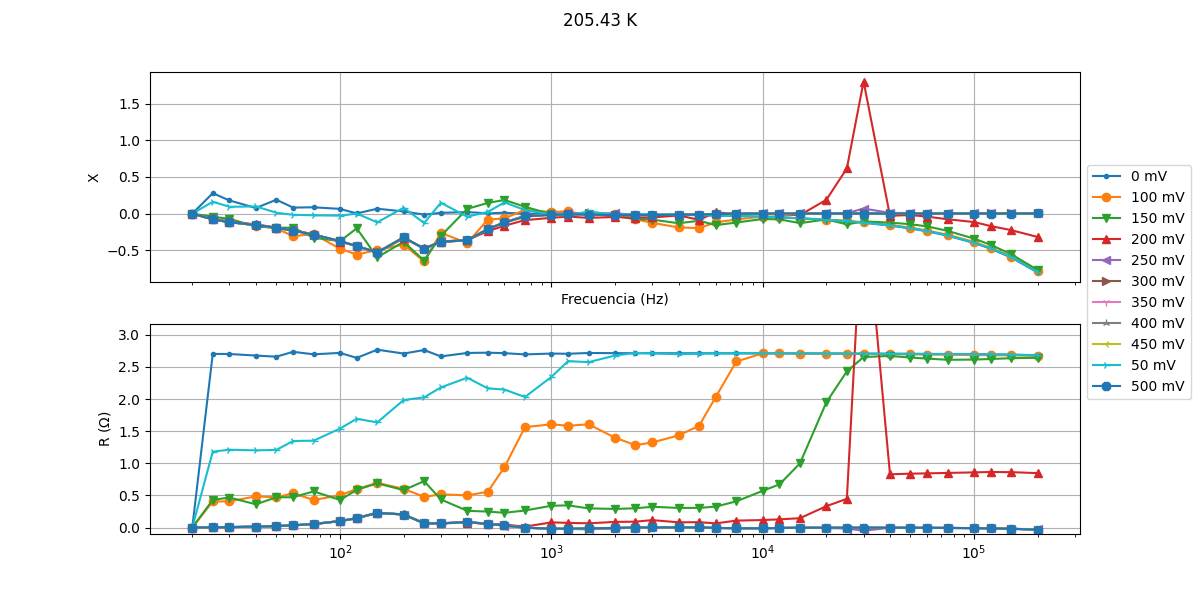 205.43 K
X
1.5
1.0
0.5
0.0
−0.5
Frecuencia (Hz)
R (Ω)
3.0
2.5
2.0
1.5
1.0
0.5
0.0
10² 10³ 10⁴ 10⁵
0 mV
100 mV
150 mV
200 mV
250 mV
300 mV
350 mV
400 mV
450 mV
50 mV
500 mV